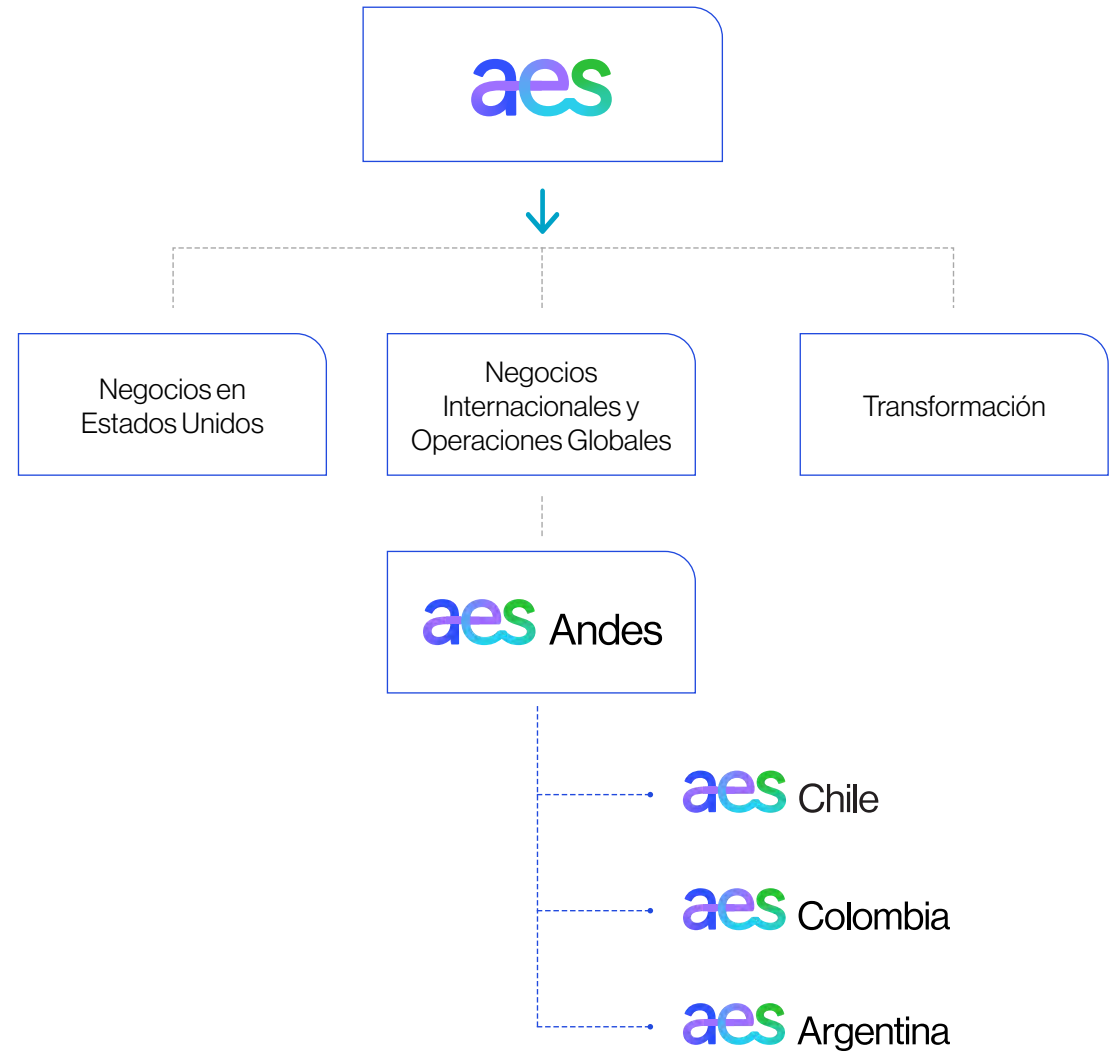 aes
Negocios en
Estados Unidos
Negocios
Internacionales y
Operaciones Globales
Transformación
aes Andes
aes Chile
aes Colombia
aes Argentina